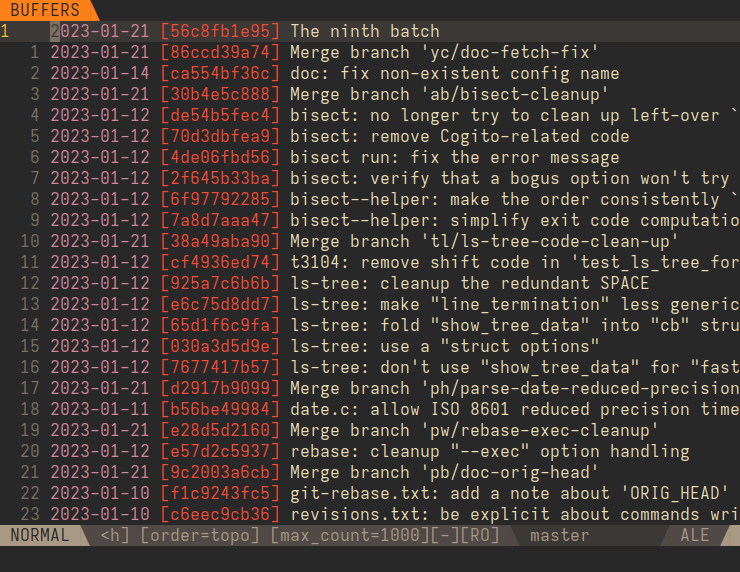 BUFFERS
1 2023-01-21 [56c8fb1e95] The ninth batch
1 2023-01-21 [86ccd39a74] Merge branch 'yc/doc-fetch-fix'
2 2023-01-14 [ca554bf36c] doc: fix non-existent config name
3 2023-01-21 [30b4e5c888] Merge branch 'ab/bisect-cleanup'
4 2023-01-12 [de54b5fec4] bisect: no longer try to clean up left-over `
5 2023-01-12 [70d3dbfea9] bisect: remove Cogito-related code
6 2023-01-12 [4de06fbd56] bisect run: fix the error message
7 2023-01-12 [2f645b33ba] bisect: verify that a bogus option won't try
8 2023-01-12 [6f97792285] bisect--helper: make the order consistently `
9 2023-01-12 [7a8d7aaa47] bisect--helper: simplify exit code computatio
10 2023-01-21 [38a49aba90] Merge branch 'tl/ls-tree-code-clean-up'
11 2023-01-12 [cf4936ed74] t3104: remove shift code in 'test_ls_tree_for
12 2023-01-12 [925a7c6b6b] ls-tree: cleanup the redundant SPACE
13 2023-01-12 [e6c75d8dd7] ls-tree: make "line_termination" less generic
14 2023-01-12 [65d1f6c9fa] ls-tree: fold "show_tree_data" into "cb" stru
15 2023-01-12 [030a3d5d9e] ls-tree: use a "struct options"
16 2023-01-12 [7677417b57] ls-tree: don't use "show_tree_data" for "fast
17 2023-01-21 [d2917b9099] Merge branch 'ph/parse-date-reduced-precision
18 2023-01-11 [b56be49984] date.c: allow ISO 8601 reduced precision time
19 2023-01-21 [e28d5d2160] Merge branch 'pw/rebase-exec-cleanup'
20 2023-01-12 [e57d2c5937] rebase: cleanup "--exec" option handling
21 2023-01-21 [9c2003a6cb] Merge branch 'pb/doc-orig-head'
22 2023-01-10 [f1c9243fc5] git-rebase.txt: add a note about 'ORIG_HEAD'
23 2023-01-10 [c6eec9cb36] revisions.txt: be explicit about commands wri
NORMAL <h] [order=topo] [max_count=1000][-][RO] master ALE